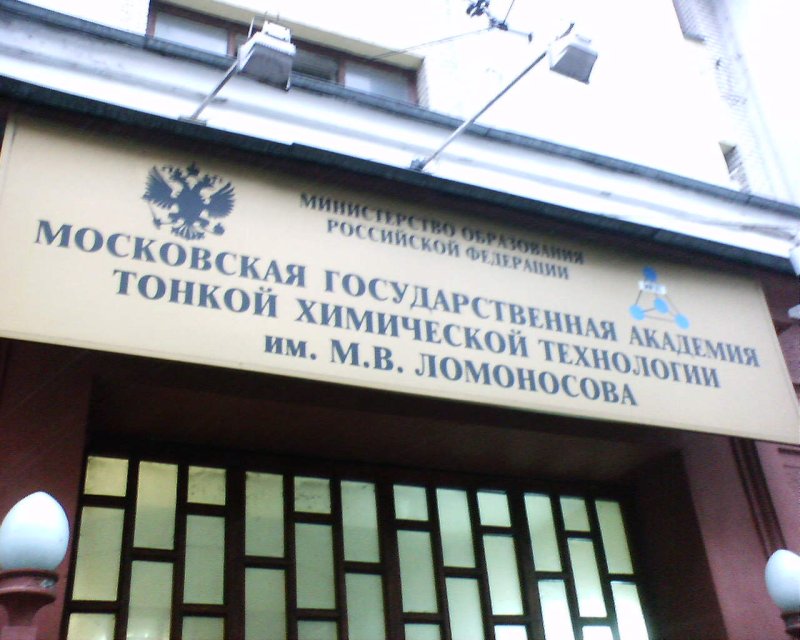 МИНИСТЕРСТВО ОБРАЗОВАНИЯ
РОССИЙСКОЙ ФЕДЕРАЦИИ
МОСКОВСКАЯ ГОСУДАРСТВЕННАЯ АКАДЕМИЯ
ТОНКОЙ ХИМИЧЕСКОЙ ТЕХНОЛОГИИ
им. М.В. ЛОМОНОСОВА